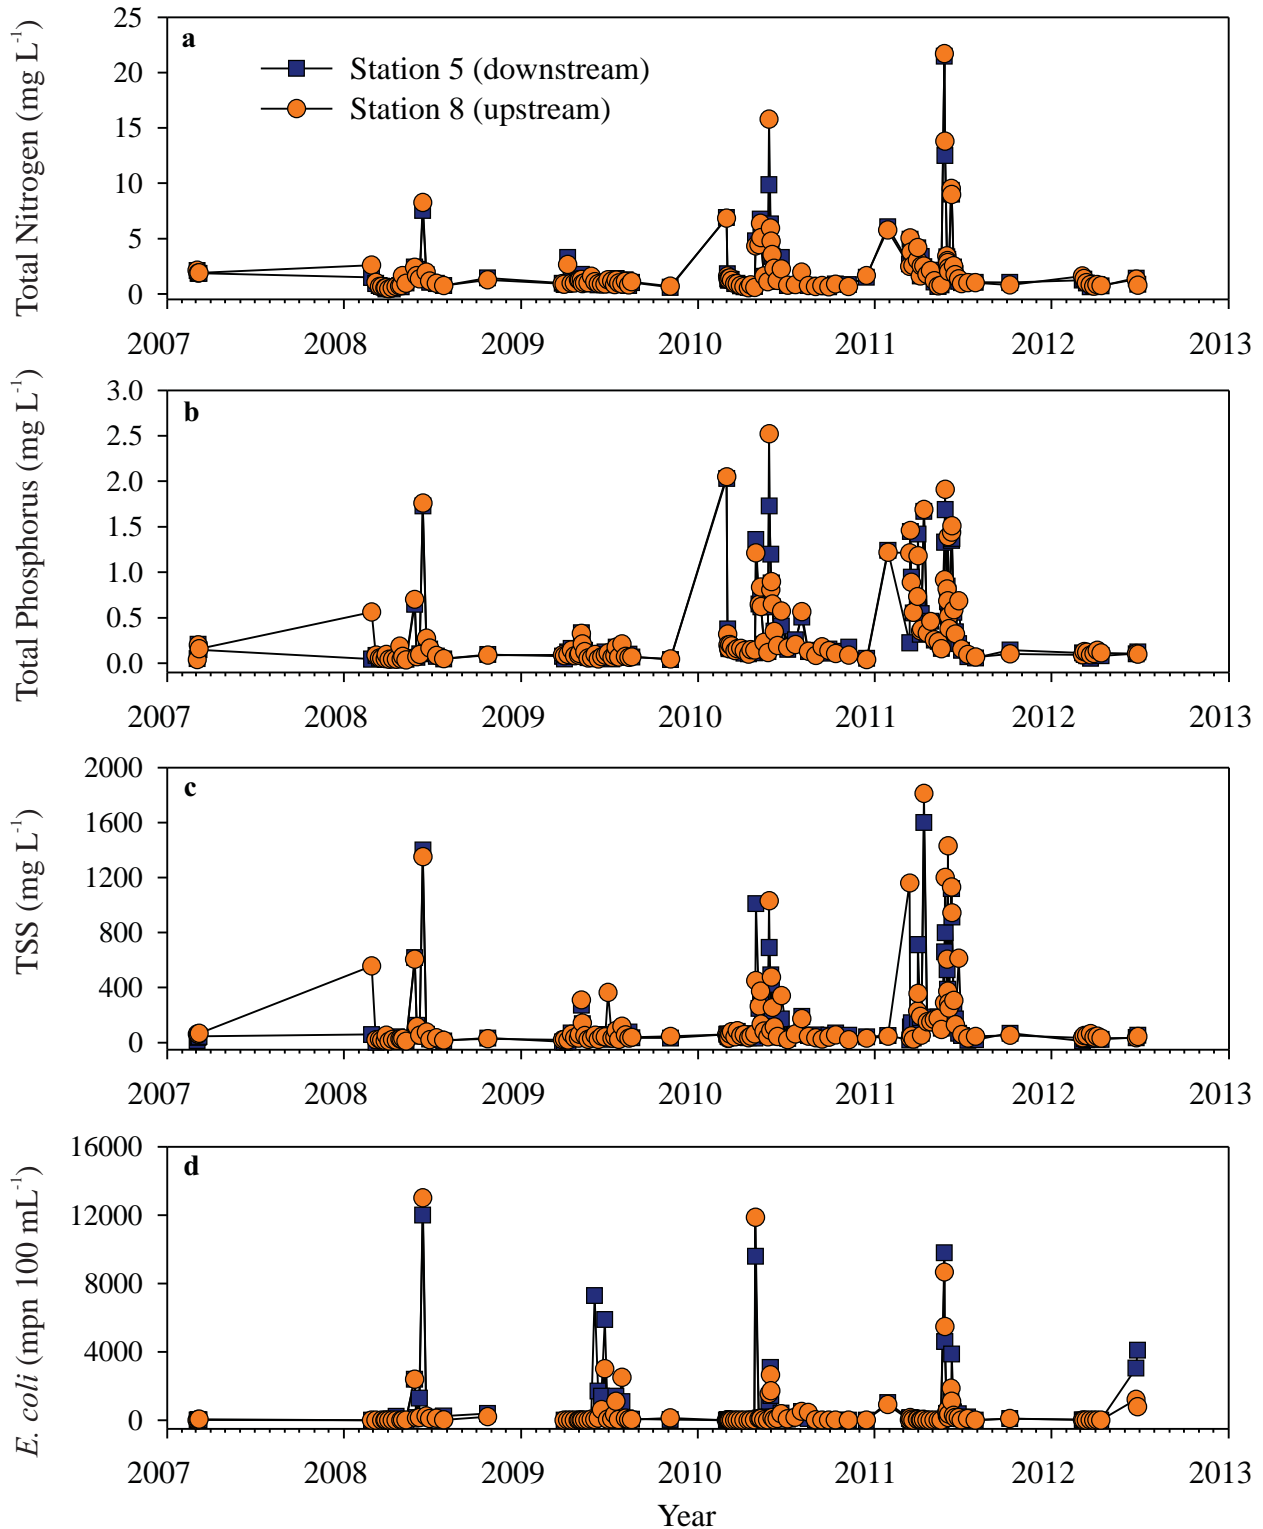 a
Station 5 (downstream)
Station 8 (upstream)
Total Nitrogen (mg L-1)
25
20
15
10
5
0
2007 2008 2009 2010 2011 2012 2013
b
Total Phosphorus (mg L-1)
3.0
2.5
2.0
1.5
1.0
0.5
0.0
2007 2008 2009 2010 2011 2012 2013
c
TSS (mg L-1)
2000
1600
1200
800
400
0
2007 2008 2009 2010 2011 2012 2013
d
E. coli (mpn 100 mL-1)
16000
12000
8000
4000
0
2007 2008 2009 2010 2011 2012 2013
Year